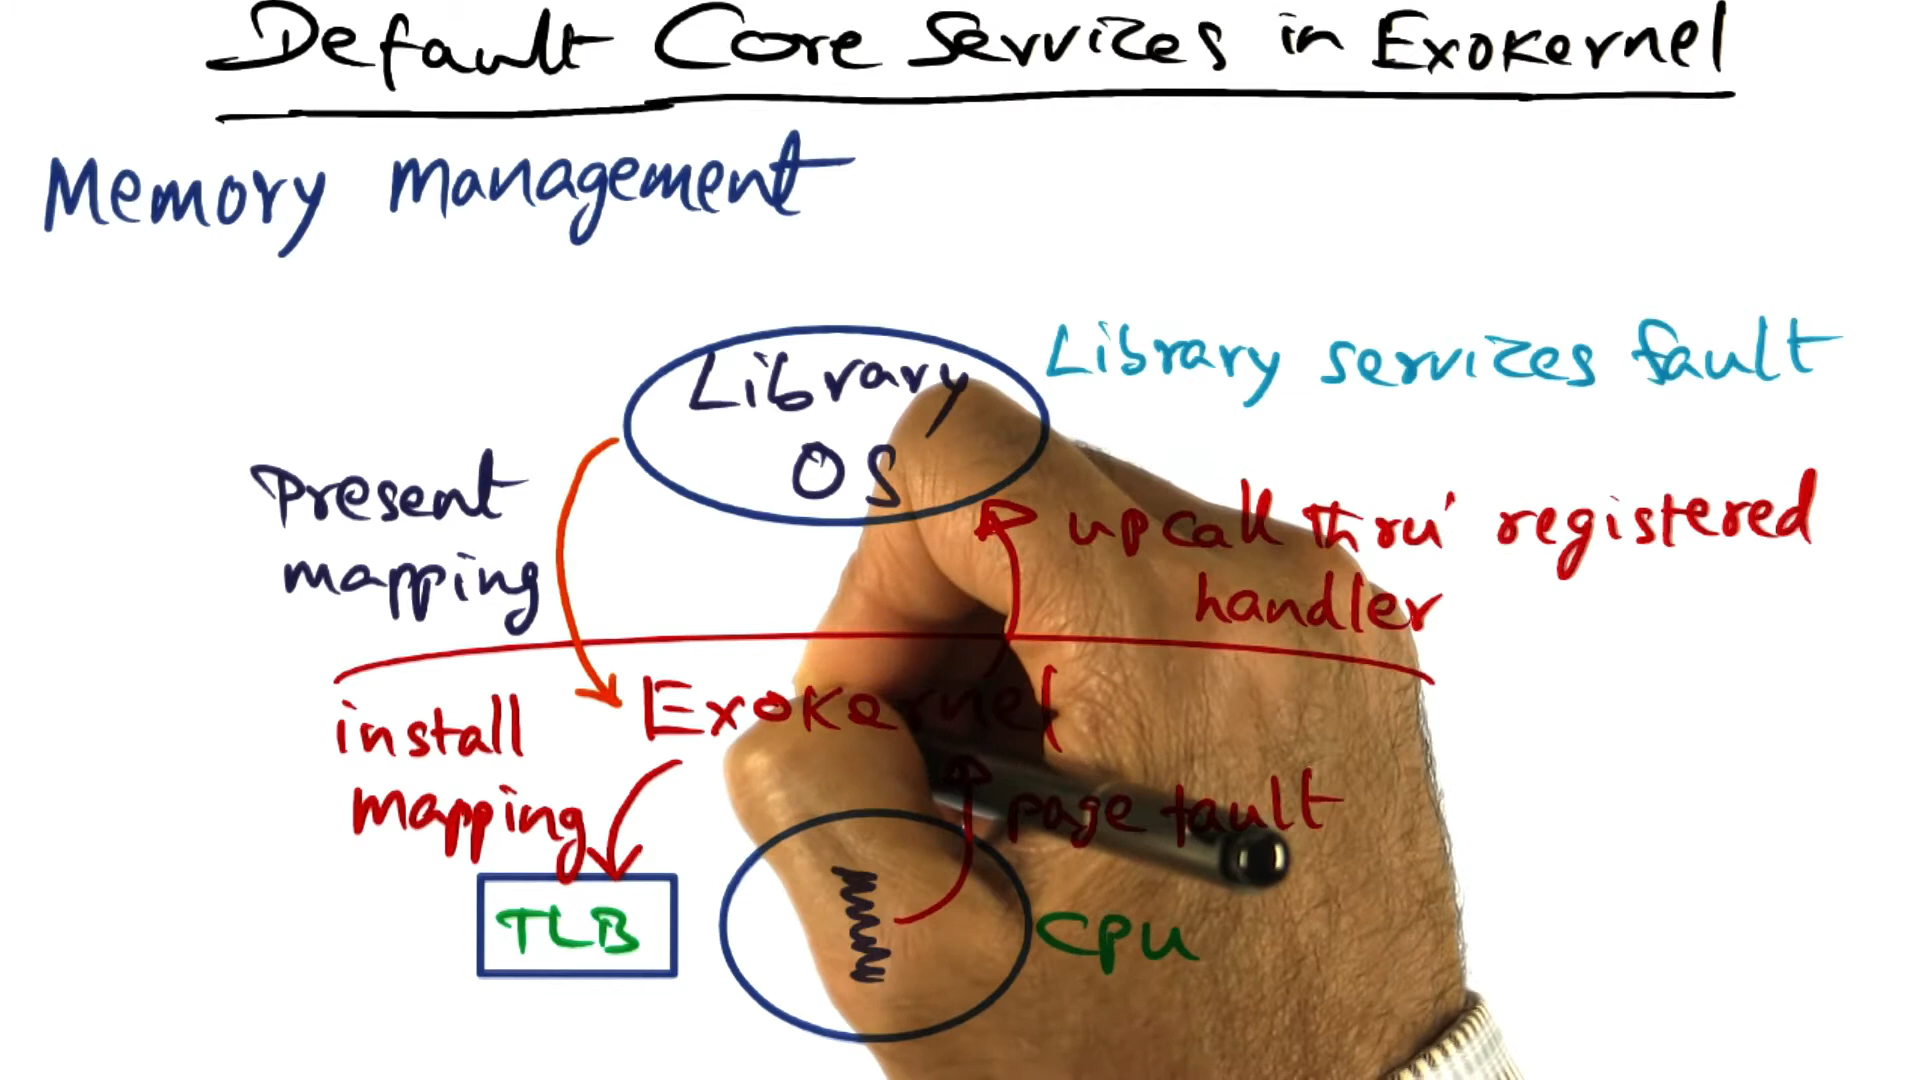 Default Core Services in Exokernel
Memory management
Library services fault
Library
OS
Present
mapping
upcall thru' registered
handler
Exokernel
install
mapping
page fault
TLB
CPU